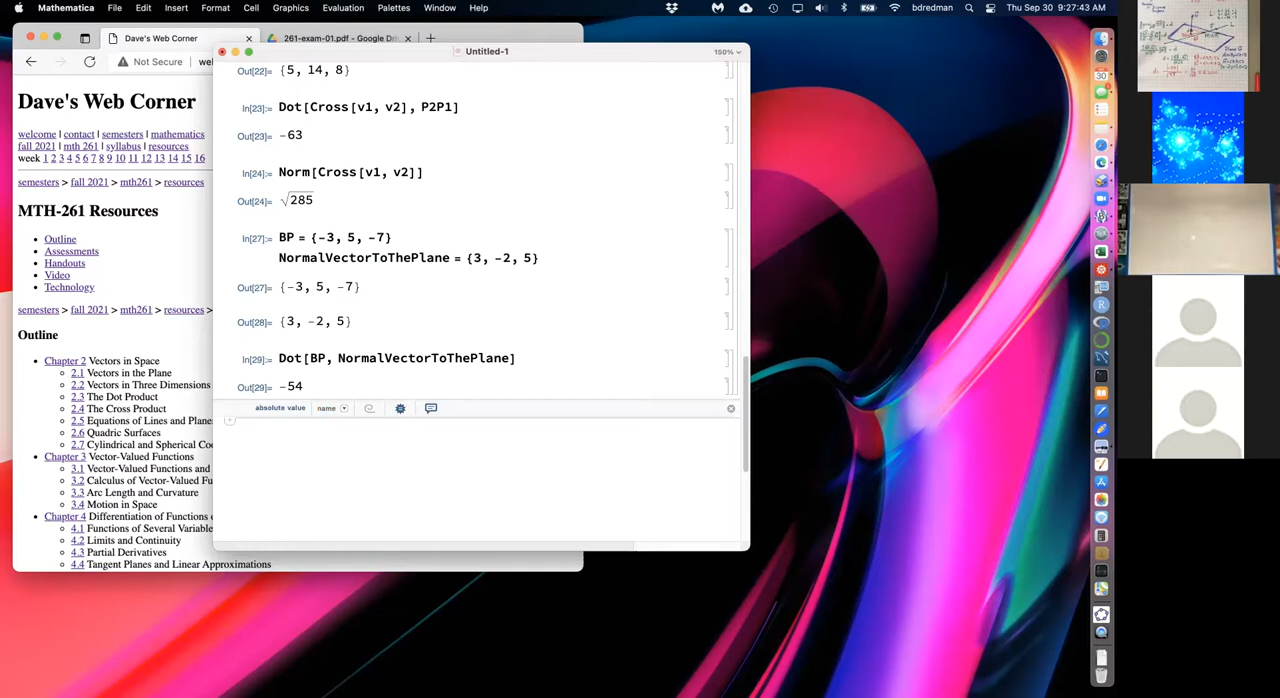 Mathematica File Edit Insert Format Cell Graphics Evaluation Palettes Window Help bdredman Thu Sep 30 9:27:43 AM
Dave's Web Corner
261-exam-01.pdf - Google Dri
Not Secure
Untitled-1
150%
Dave's Web Corner
welcome | contact | semesters | mathematics
fall 2021 | mth 261 | syllabus | resources
week 1 2 3 4 5 6 7 8 9 10 11 12 13 14 15 16
semesters > fall 2021 > mth261 > resources
MTH-261 Resources
• Outline
• Assessments
• Handouts
• Video
• Technology
semesters > fall 2021 > mth261 > resources >
Outline
• Chapter 2 Vectors in Space
2.1 Vectors in the Plane
2.2 Vectors in Three Dimensions
2.3 The Dot Product
2.4 The Cross Product
2.5 Equations of Lines and Planes
2.6 Quadric Surfaces
2.7 Cylindrical and Spherical Coo
• Chapter 3 Vector-Valued Functions
3.1 Vector-Valued Functions and
3.2 Calculus of Vector-Valued Fu
3.3 Arc Length and Curvature
3.4 Motion in Space
• Chapter 4 Differentiation of Functions
4.1 Functions of Several Variable
4.2 Limits and Continuity
4.3 Partial Derivatives
4.4 Tangent Planes and Linear Approximations
Out[22]= {5, 14, 8}
In[23]:= Dot[Cross[v1, v2], P2P1]
Out[23]= -63
In[24]:= Norm[Cross[v1, v2]]
Out[24]= √285
In[27]:= BP = {-3, 5, -7}
NormalVectorToThePlane = {3, -2, 5}
Out[27]= {-3, 5, -7}
Out[28]= {3, -2, 5}
In[29]:= Dot[BP, NormalVectorToThePlane]
Out[29]= -54
absolute value name
30